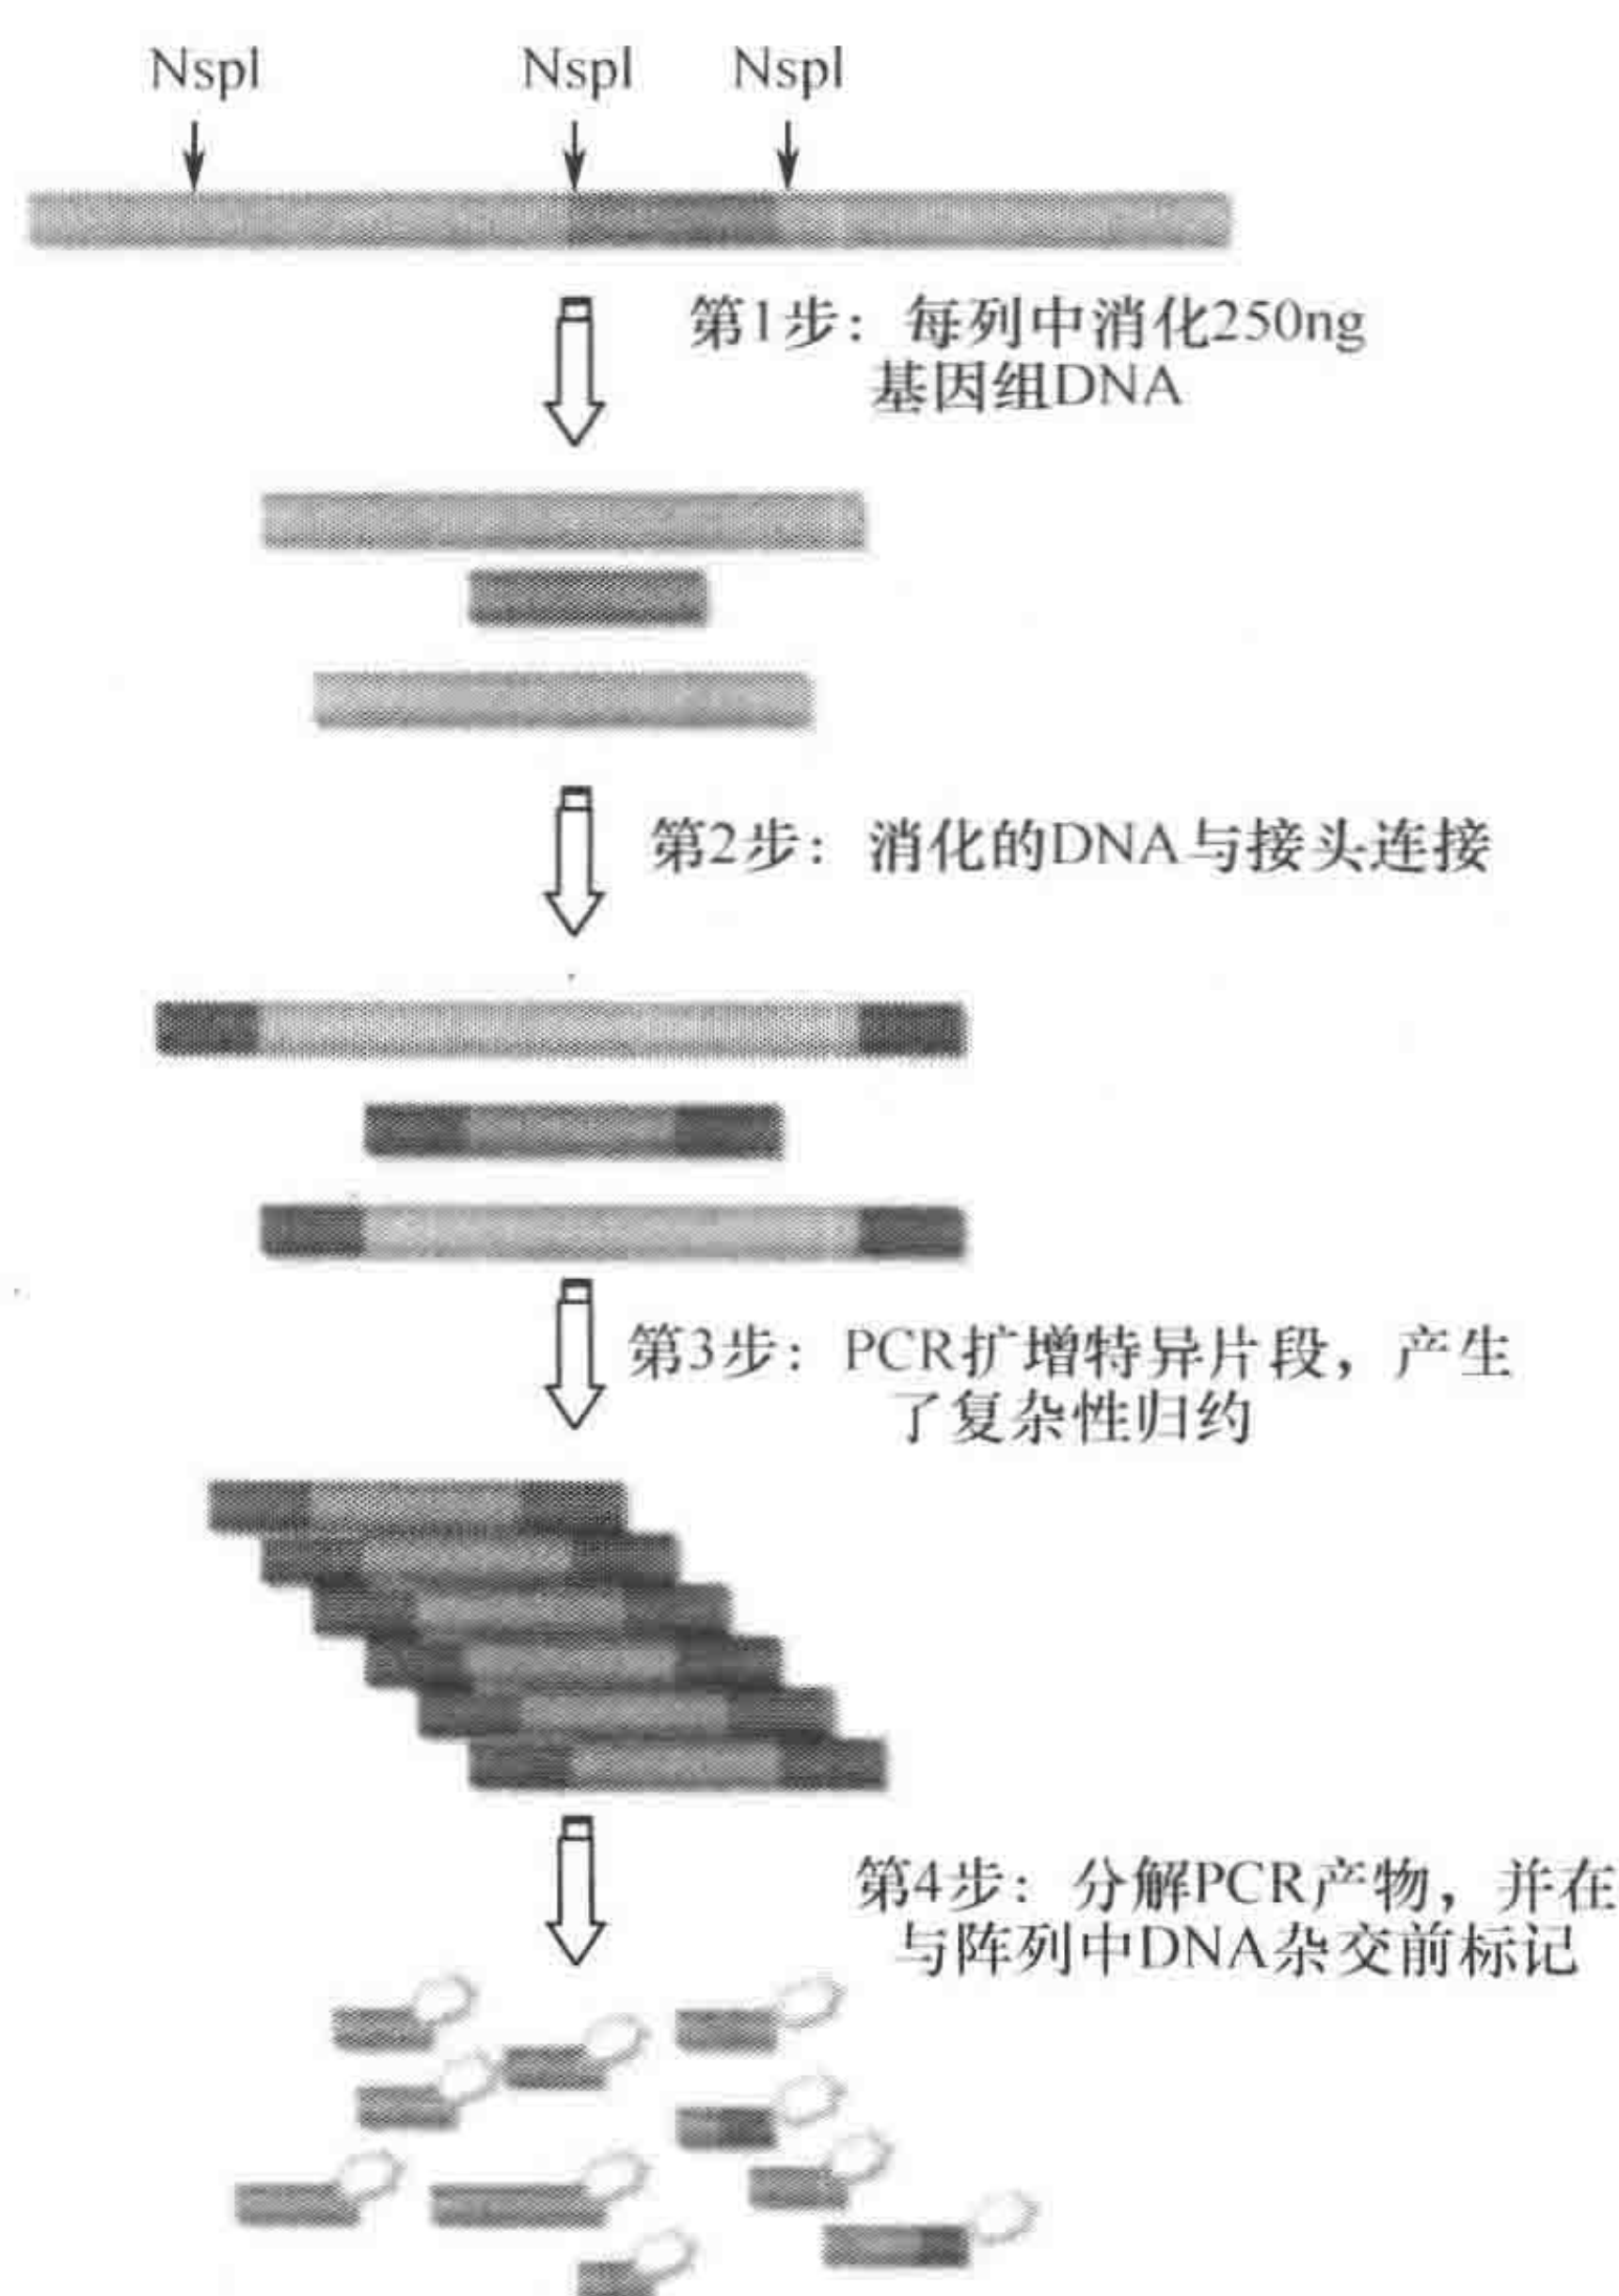 Nspl Nspl Nspl
第1步：每列中消化250ng
基因组DNA
第2步：消化的DNA与接头连接
第3步：PCR扩增特异片段，产生
了复杂性归约
第4步：分解PCR产物，并在
与阵列中DNA杂交前标记